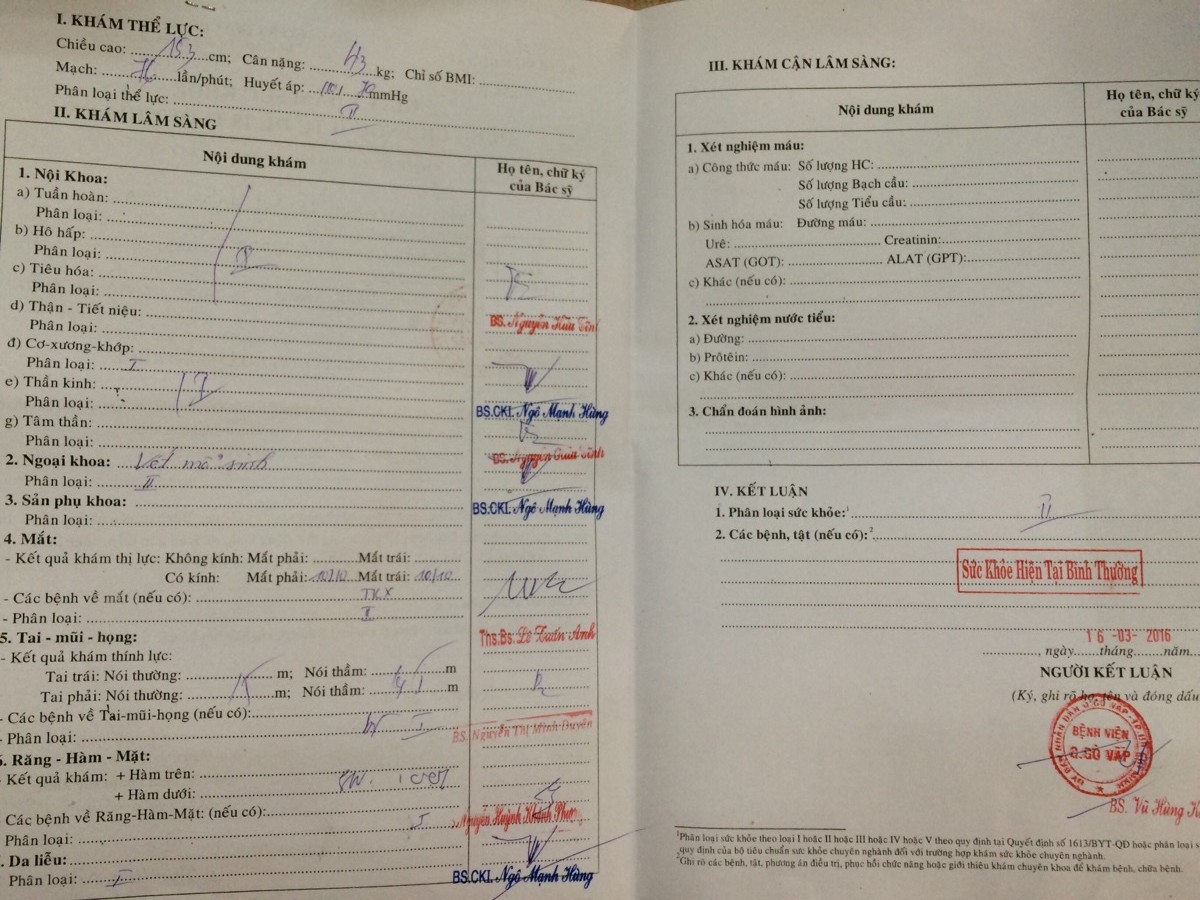 I. KHÁM THỂ LỰC:
Chiều cao: 153 cm; Cân nặng: 43 kg; Chỉ số BMI:
Mạch: lần/phút; Huyết áp: mmHg
Phân loại thể lực: II
II. KHÁM LÂM SÀNG
Nội dung khám
Họ tên, chữ ký
của Bác sỹ
1. Nội Khoa:
a) Tuần hoàn:
Phân loại:
b) Hô hấp:
Phân loại: II
c) Tiêu hóa:
Phân loại:
d) Thận - Tiết niệu:
BS. Nguyễn Hữu
Phân loại:
đ) Cơ-xương-khớp:
Phân loại: I
e) Thần kinh: I
Phân loại:
BS.CKI. Ngô Mạnh Hùng
g) Tâm thần:
Phân loại:
BS. Nguyễn Hữu
2. Ngoại khoa: Vết mổ sinh
Phân loại: II
3. Sản phụ khoa:
BS.CKI. Ngô Mạnh Hùng
Phân loại:
4. Mắt:
- Kết quả khám thị lực: Không kính: Mắt phải: Mắt trái:
Có kính: Mắt phải: 10/10 Mắt trái: 10/10
- Các bệnh về mắt (nếu có): TKX
- Phân loại: II
5. Tai - mũi - họng:
Ths.Bs. Lê Tuấn Anh
- Kết quả khám thính lực:
Tai trái: Nói thường: m; Nói thầm: m
Tai phải: Nói thường: m; Nói thầm: m
- Các bệnh về Tai-mũi-họng (nếu có):
- Phân loại: I
BS. Nguyễn Thị Minh Duyên
6. Răng - Hàm - Mặt:
- Kết quả khám: + Hàm trên:
+ Hàm dưới:
- Các bệnh về Răng-Hàm-Mặt: (nếu có):
Nguyễn Huỳnh Khánh
Phân loại: I
7. Da liễu:
Phân loại: I
BS.CKI. Ngô Mạnh Hùng
III. KHÁM CẬN LÂM SÀNG:
Nội dung khám
Họ tên, chữ ký
của Bác sỹ
1. Xét nghiệm máu:
a) Công thức máu: Số lượng HC:
Số lượng Bạch cầu:
Số lượng Tiểu cầu:
b) Sinh hóa máu: Đường máu:
Urê: Creatinin:
ASAT (GOT): ALAT (GPT):
c) Khác (nếu có):
2. Xét nghiệm nước tiểu:
a) Đường:
b) Prôtêin:
c) Khác (nếu có):
3. Chẩn đoán hình ảnh:
IV. KẾT LUẬN
1. Phân loại sức khỏe:1 II
2. Các bệnh, tật (nếu có):2
Sức Khỏe Hiện Tại Bình Thường
16 -03- 2016
, ngày tháng năm
NGƯỜI KẾT LUẬN
(Ký, ghi rõ họ, tên và đóng dấu
BỆNH VIỆN
Q.GÒ VẤP
BS. Vũ Hùng
1Phân loại sức khỏe theo loại I hoặc II hoặc III hoặc IV hoặc V theo quy định tại Quyết định số 1613/BYT-QĐ hoặc phân loại
quy định của bộ tiêu chuẩn sức khỏe chuyên ngành đối với trường hợp khám sức khỏe chuyên ngành.
2Ghi rõ các bệnh, tật, phương án điều trị, phục hồi chức năng hoặc giới thiệu khám chuyên khoa để khám bệnh, chữa bệnh.